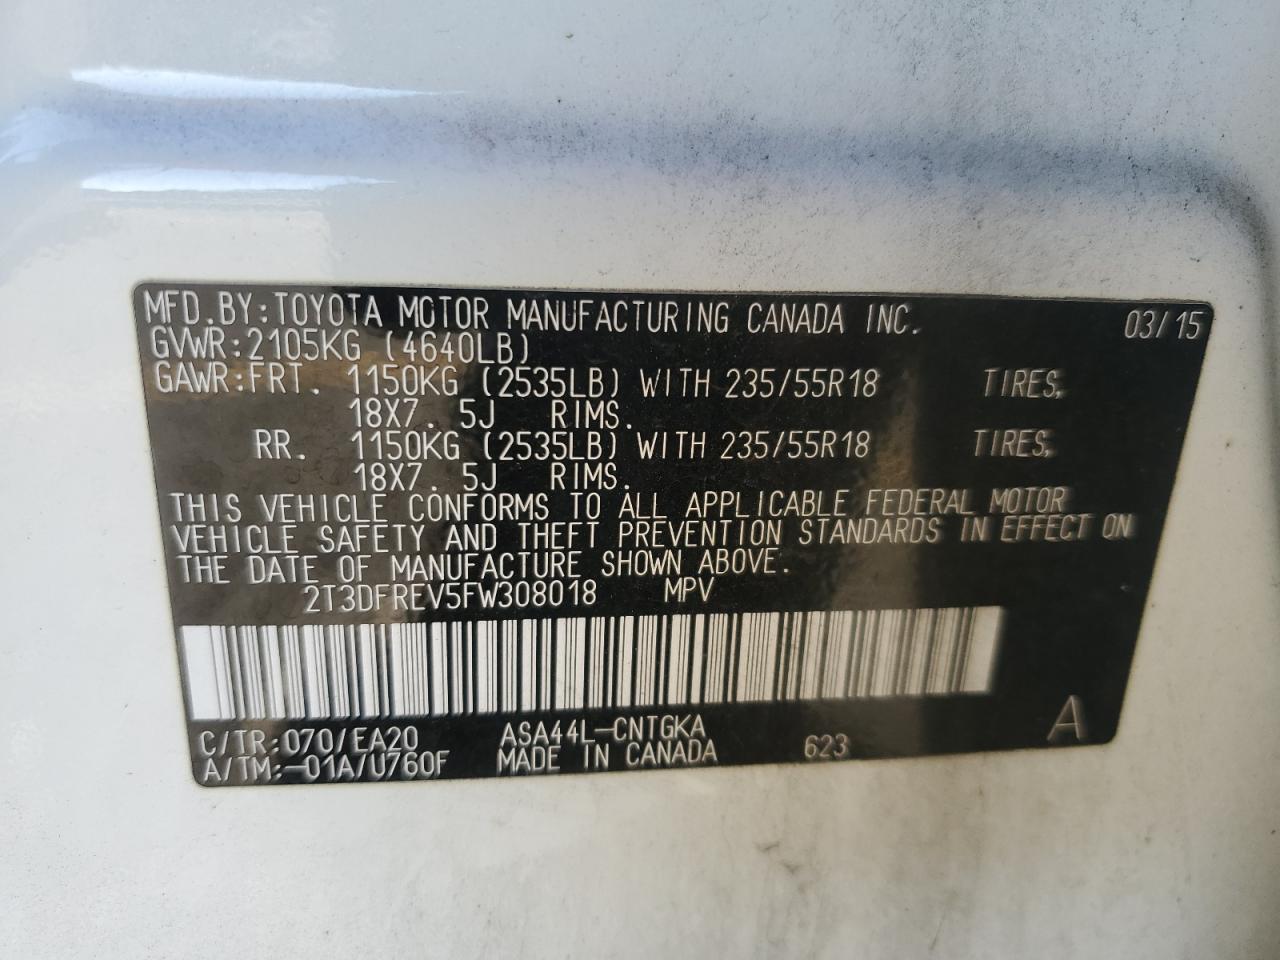 MFD.BY:TOYOTA MOTOR MANUFACTURING CANADA INC. 03/15
GVWR:2105KG (4640LB)
GAWR:FRT. 1150KG (2535LB) WITH 235/55R18 TIRES,
18X7. 5J RIMS.
RR. 1150KG (2535LB) WITH 235/55R18 TIRES,
18X7. 5J RIMS.
THIS VEHICLE CONFORMS TO ALL APPLICABLE FEDERAL MOTOR
VEHICLE SAFETY AND THEFT PREVENTION STANDARDS IN EFFECT ON
THE DATE OF MANUFACTURE SHOWN ABOVE.
2T3DFREV5FW308018 MPV
C/TR:070/EA20 ASA44L-CNTGKA
A/TM:-01A/U760F MADE IN CANADA 623 A